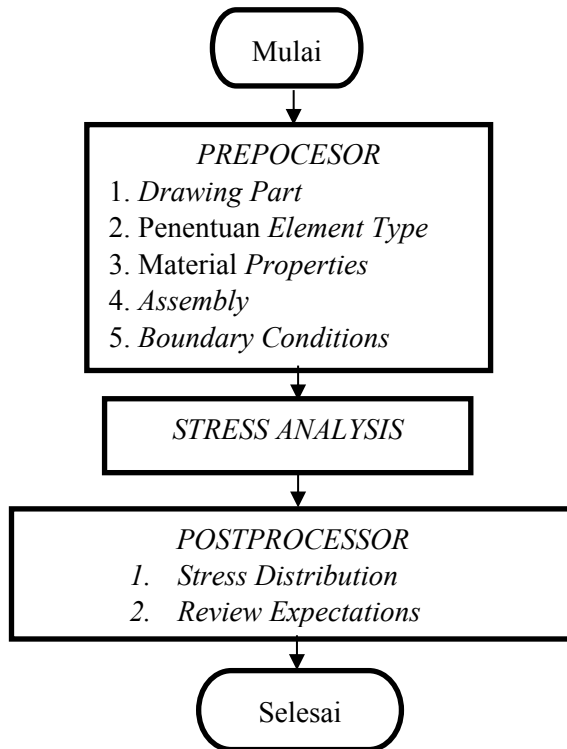 Mulai
PREPOCESOR
1. Drawing Part
2. Penentuan Element Type
3. Material Properties
4. Assembly
5. Boundary Conditions
STRESS ANALYSIS
POSTPROCESSOR
1. Stress Distribution
2. Review Expectations
Selesai